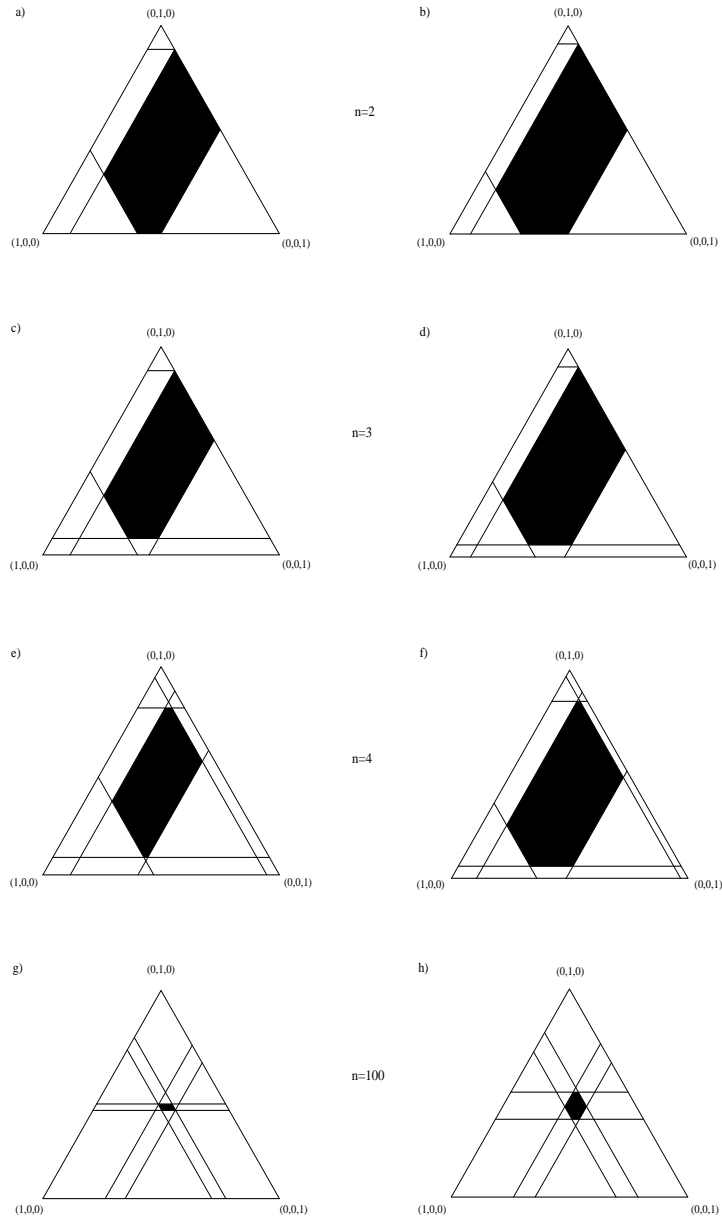 a)
(0,1,0)
b)
(0,1,0)
n=2
(1,0,0)
(0,0,1)
(1,0,0)
(0,0,1)
c)
(0,1,0)
d)
(0,1,0)
n=3
(1,0,0)
(0,0,1)
(1,0,0)
(0,0,1)
e)
(0,1,0)
f)
(0,1,0)
n=4
(1,0,0)
(0,0,1)
(1,0,0)
(0,0,1)
g)
(0,1,0)
h)
(0,1,0)
n=100
(1,0,0)
(0,0,1)
(1,0,0)
(0,0,1)